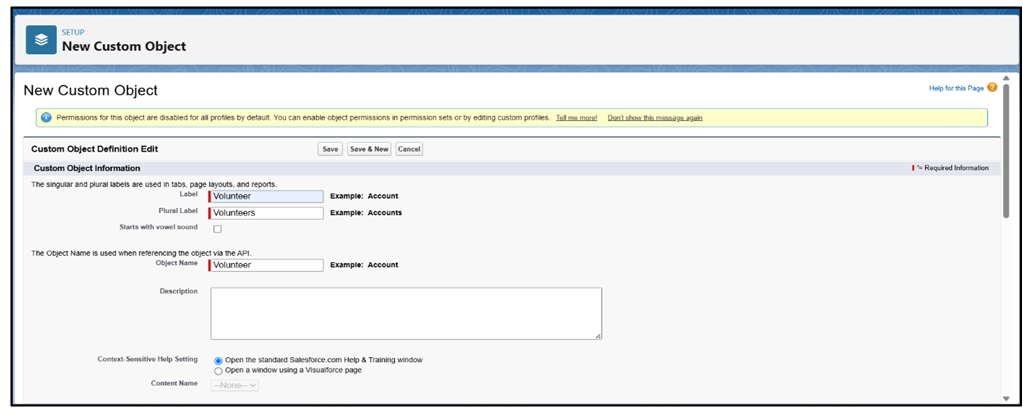 SETUP
New Custom Object
New Custom Object
Help for this Page
Permissions for this object are disabled for all profiles by default. You can enable object permissions in permission sets or by editing custom profiles. Tell me more! Don't show this message again
Custom Object Definition Edit Save Save & New Cancel
Custom Object Information = Required Information
The singular and plural labels are used in tabs, page layouts, and reports.
Label Volunteer Example: Account
Plural Label Volunteers Example: Accounts
Starts with vowel sound
The Object Name is used when referencing the object via the API.
Object Name Volunteer Example: Account
Description
Context-Sensitive Help Setting Open the standard Salesforce.com Help & Training window
Open a window using a Visualforce page
Content Name --None--